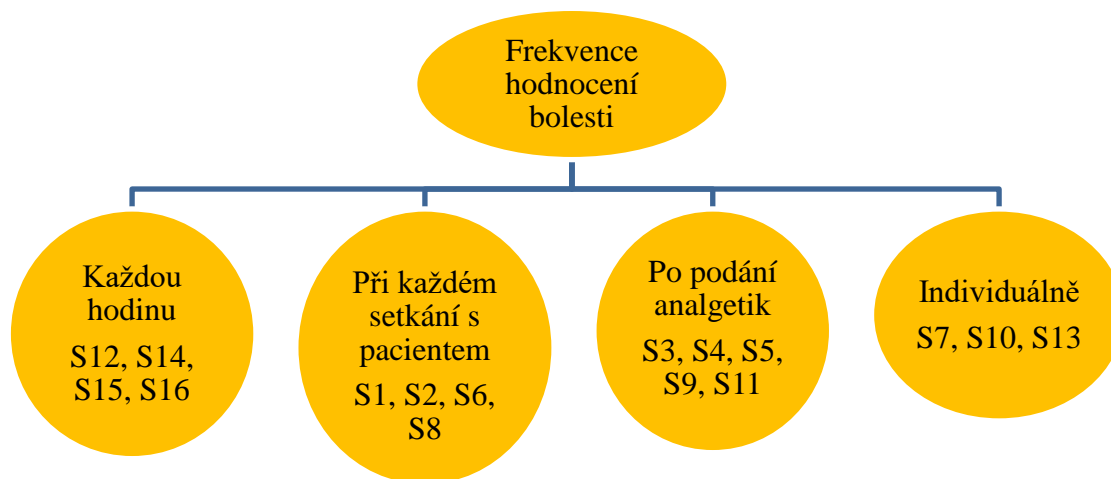 Frekvence
hodnocení
bolesti
Každou
hodinu
S12, S14,
S15, S16
Při každém
setkání s
pacientem
S1, S2, S6,
S8
Po podání
analgetik
S3, S4, S5,
S9, S11
Individuálně
S7, S10, S13